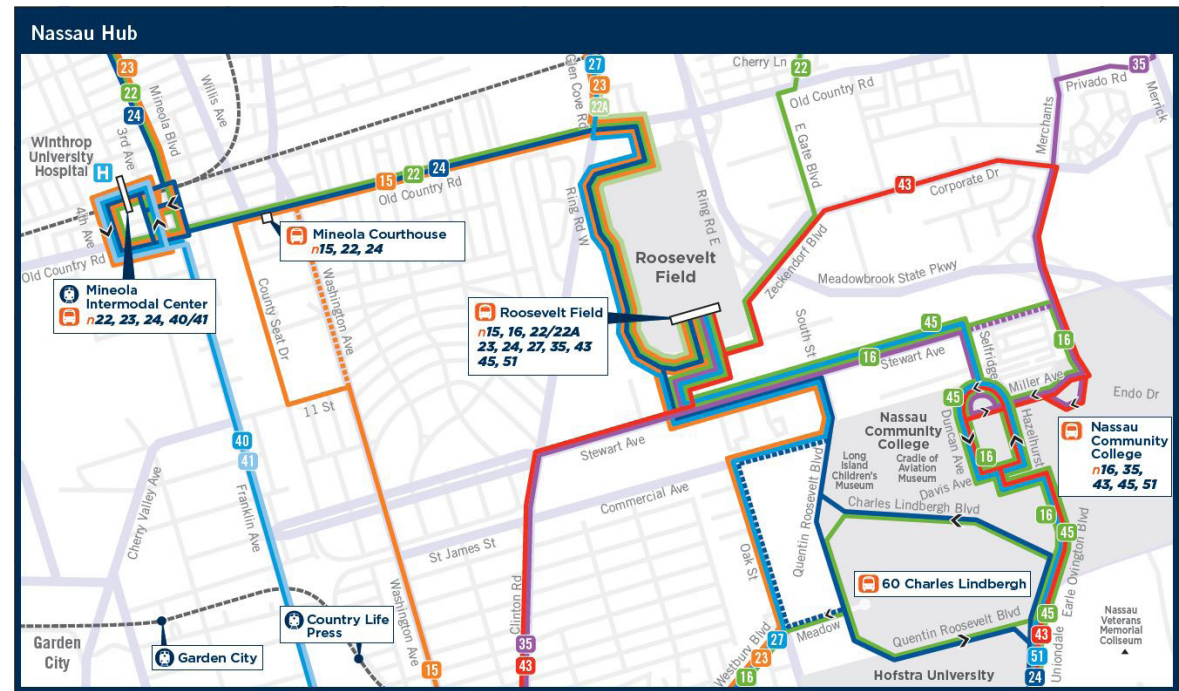 Nassau Hub
23
22
24
Mineola Blvd
3rd Ave
Willis Ave
Winthrop
University
Hospital
H
4th Ave
Old Country Rd
Mineola
Intermodal Center
n22, 23, 24, 40/41
Mineola Courthouse
n15, 22, 24
15
22
24
Old Country Rd
27
23
22A
Glen Cove Rd
Cherry Ln
22
Old Country Rd
E Gate Blvd
35
Privado Rd
Merrick
Merchants
43
Corporate Dr
Zeckendorf Blvd
Meadowbrook State Pkwy
Ring Rd W
Ring Rd E
Roosevelt
Field
Roosevelt Field
n15, 16, 22/22A
23, 24, 27, 35, 43
45, 51
County Seat Dr
Washington Ave
11 St
South St
45
16
Stewart Ave
Selfridge
16
Miller Ave
Endo Dr
45
Nassau
Community
College
Duncan Ave
Hazelhurst
16
Davis Ave
Long
Island
Children's
Museum
Cradle of
Aviation
Museum
Nassau
Community
College
n16, 35,
43, 45, 51
Stewart Ave
Commercial Ave
St James St
40
41
Franklin Ave
Cherry Valley Ave
Quentin Roosevelt Blvd
Charles Lindbergh Blvd
16
45
Earle Ovington Blvd
60 Charles Lindbergh
Oak St
Clinton Rd
Washington Ave
Quentin Roosevelt Blvd
Meadow
45
43
51
24
Uniondale
Nassau
Veterans
Memorial
Coliseum
Country Life
Press
Garden City
Garden
City
15
35
43
Westbury Blvd
27
23
16
Hofstra University